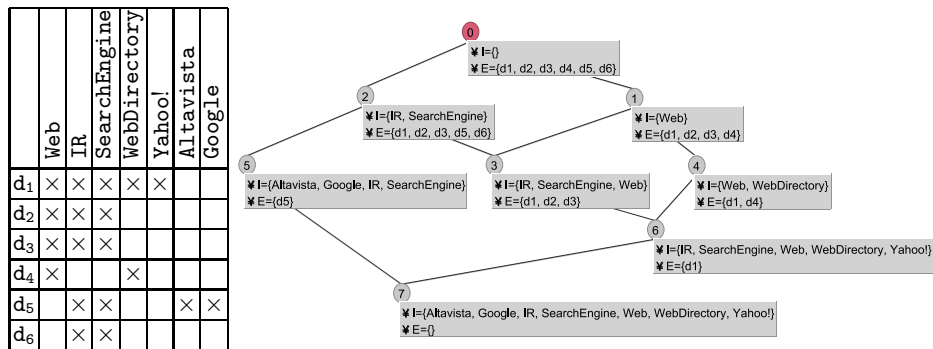 Web IR SearchEngine WebDirectory Yahoo! Altavista Google
d1 × × × × ×
d2 × × ×
d3 × × ×
d4 × ×
d5 × × × ×
d6 × ×
0
¥ I={}
¥ E={d1, d2, d3, d4, d5, d6}
2
¥ I={IR, SearchEngine}
¥ E={d1, d2, d3, d5, d6}
1
¥ I={Web}
¥ E={d1, d2, d3, d4}
5
¥ I={Altavista, Google, IR, SearchEngine}
¥ E={d5}
3
¥ I={IR, SearchEngine, Web}
¥ E={d1, d2, d3}
4
¥ I={Web, WebDirectory}
¥ E={d1, d4}
6
¥ I={IR, SearchEngine, Web, WebDirectory, Yahoo!}
¥ E={d1}
7
¥ I={Altavista, Google, IR, SearchEngine, Web, WebDirectory, Yahoo!}
¥ E={}